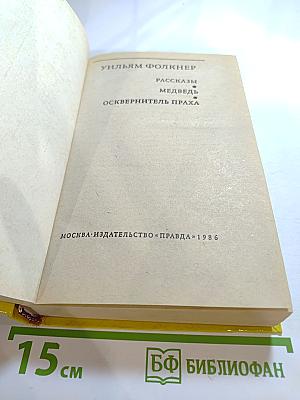 УИЛЬЯМ ФОЛКНЕР
РАССКАЗЫ
МЕДВЕДЬ
ОСКВЕРНИТЕЛЬ ПРАХА
МОСКВА·ИЗДАТЕЛЬСТВО «ПРАВДА» 1986
15 см
БФ БИБЛИОФАН